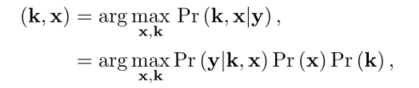 (k, x) = arg max Pr (k, x|y) ,
x,k
= arg max Pr (y|k, x) Pr (x) Pr (k) ,
x,k